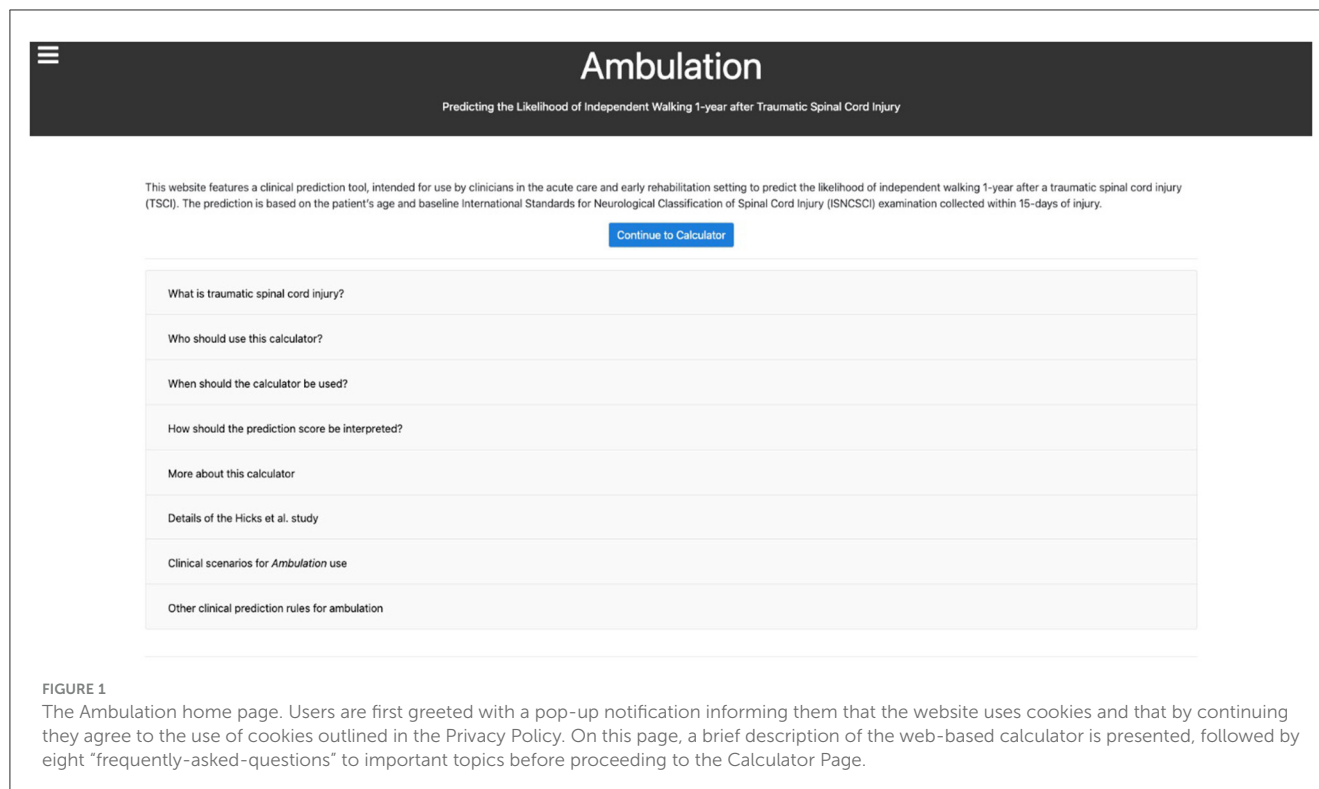 Ambulation
Predicting the Likelihood of Independent Walking 1-year after Traumatic Spinal Cord Injury
This website features a clinical prediction tool, intended for use by clinicians in the acute care and early rehabilitation setting to predict the likelihood of independent walking 1-year after a traumatic spinal cord injury
(TSCI). The prediction is based on the patient's age and baseline International Standards for Neurological Classification of Spinal Cord Injury (ISNCSCI) examination collected within 15-days of injury.
Continue to Calculator
What is traumatic spinal cord injury?
Who should use this calculator?
When should the calculator be used?
How should the prediction score be interpreted?
More about this calculator
Details of the Hicks et al. study
Clinical scenarios for Ambulation use
Other clinical prediction rules for ambulation
FIGURE 1
The Ambulation home page. Users are first greeted with a pop-up notification informing them that the website uses cookies and that by continuing
they agree to the use of cookies outlined in the Privacy Policy. On this page, a brief description of the web-based calculator is presented, followed by
eight “frequently-asked-questions” to important topics before proceeding to the Calculator Page.